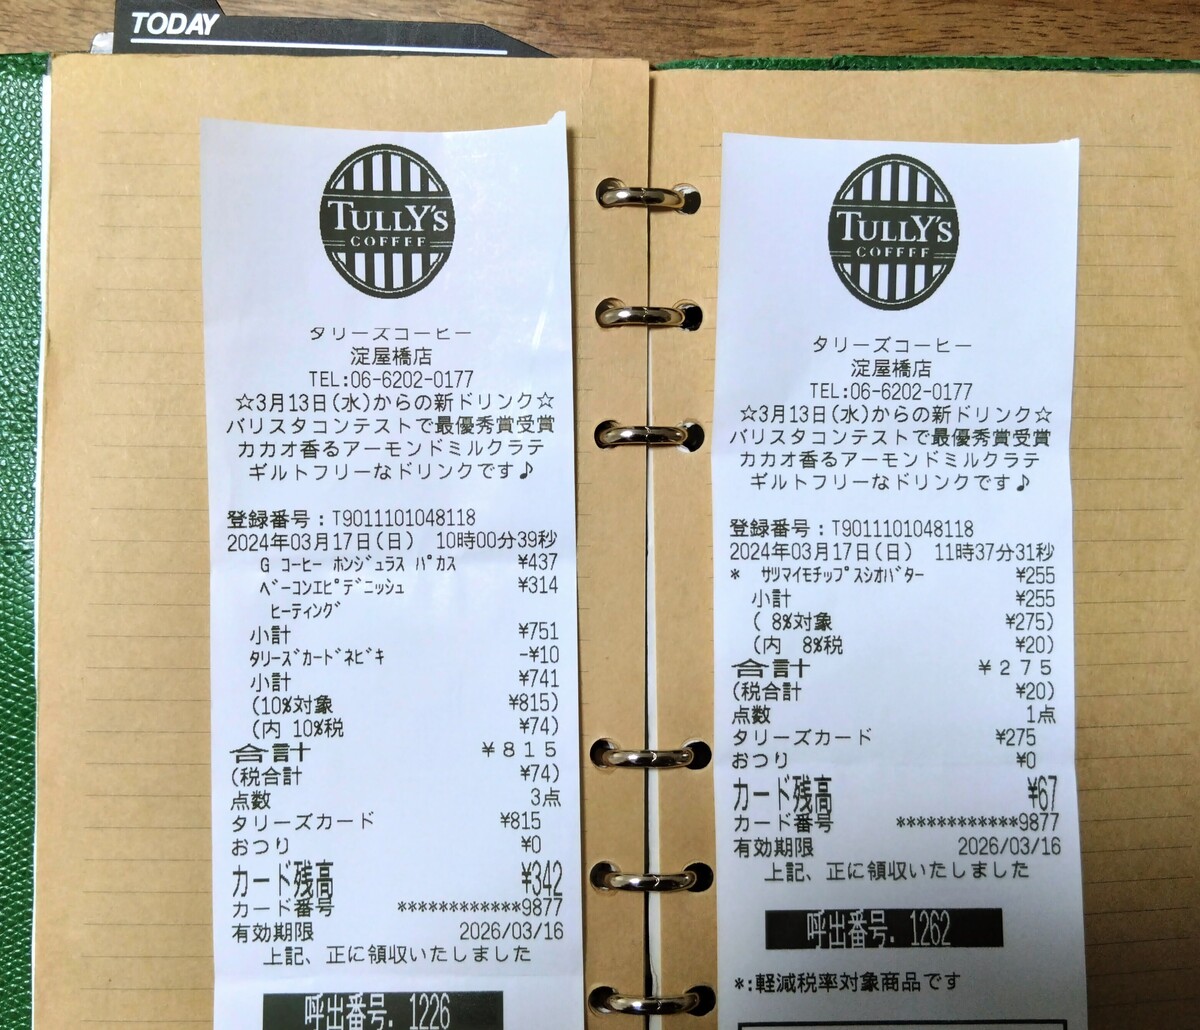 TODAY
TULLY'S
COFFEE
タリーズコーヒー
淀屋橋店
TEL:06-6202-0177
☆3月13日(水)からの新ドリンク☆
バリスタコンテストで最優秀賞受賞
カカオ香るアーモンドミルクラテ
ギルトフリーなドリンクです♪
登録番号：T9011101048118
2024年03月17日(日) 10時00分39秒
G コーヒー ホンジュラス パカス ¥437
ベーコンエピデニッシュ ¥314
ヒーティング
小計 ¥751
タリーズカードネビキ -¥10
小計 ¥741
(10%対象 ¥815)
(内 10%税 ¥74)
合計 ¥815
(税合計 ¥74)
点数 3点
タリーズカード ¥815
おつり ¥0
カード残高 ¥342
カード番号 ************9877
有効期限 2026/03/16
上記、正に領収いたしました
呼出番号. 1226
TULLY'S
COFFEE
タリーズコーヒー
淀屋橋店
TEL:06-6202-0177
☆3月13日(水)からの新ドリンク☆
バリスタコンテストで最優秀賞受賞
カカオ香るアーモンドミルクラテ
ギルトフリーなドリンクです♪
登録番号：T9011101048118
2024年03月17日(日) 11時37分31秒
* サツマイモチップスシオバター ¥255
小計 ¥255
( 8%対象 ¥275)
(内 8%税 ¥20)
合計 ¥275
(税合計 ¥20)
点数 1点
タリーズカード ¥275
おつり ¥0
カード残高 ¥67
カード番号 ************9877
有効期限 2026/03/16
上記、正に領収いたしました
呼出番号. 1262
*:軽減税率対象商品です